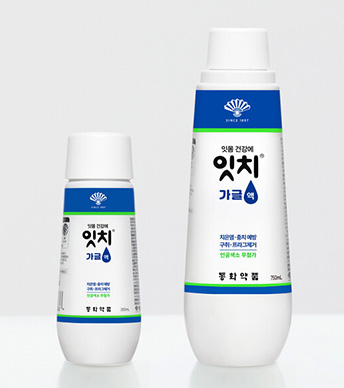 SINCE 1897
잇몸 건강에
잇치
가글 액
치은염·충치 예방
구취·프라그제거
인공색소 무첨가
동화약품
SINCE 1897
잇몸 건강에
잇치®
가글 액
치은염·충치 예방
구취·프라그제거
인공색소 무첨가
동화약품
750mL